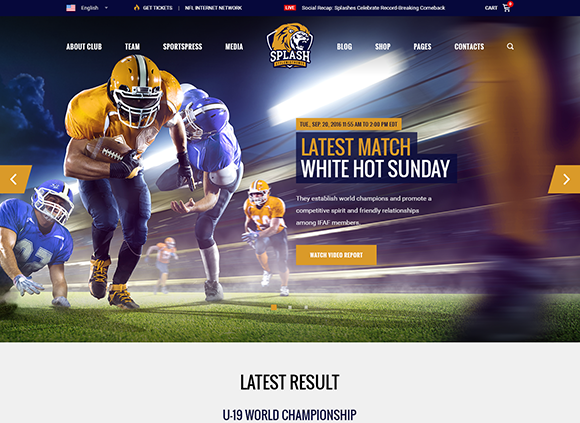 English
GET TICKETS | NFL INTERNET NETWORK
LIVE Social Recap: Splashes Celebrate Record-Breaking Comeback
CART
ABOUT CLUB TEAM SPORTSPRESS MEDIA
SPLASH
BLOG SHOP PAGES CONTACTS
TUE, SEP, 20, 2016 11:55 AM TO 2:00 PM EDT
LATEST MATCH
WHITE HOT SUNDAY
They establish world champions and promote a
competitive spirit and friendly relationships
among IFAF members.
WATCH VIDEO REPORT
LATEST RESULT
U-19 WORLD CHAMPIONSHIP